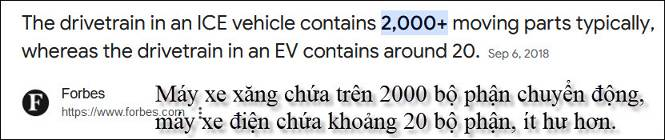 The drivetrain in an ICE vehicle contains 2,000+ moving parts typically,
whereas the drivetrain in an EV contains around 20. Sep 6, 2018
F Forbes
https://www.forbes.com
Máy xe xăng chứa trên 2000 bộ phận chuyển động,
máy xe điện chứa khoảng 20 bộ phận, ít hư hơn.